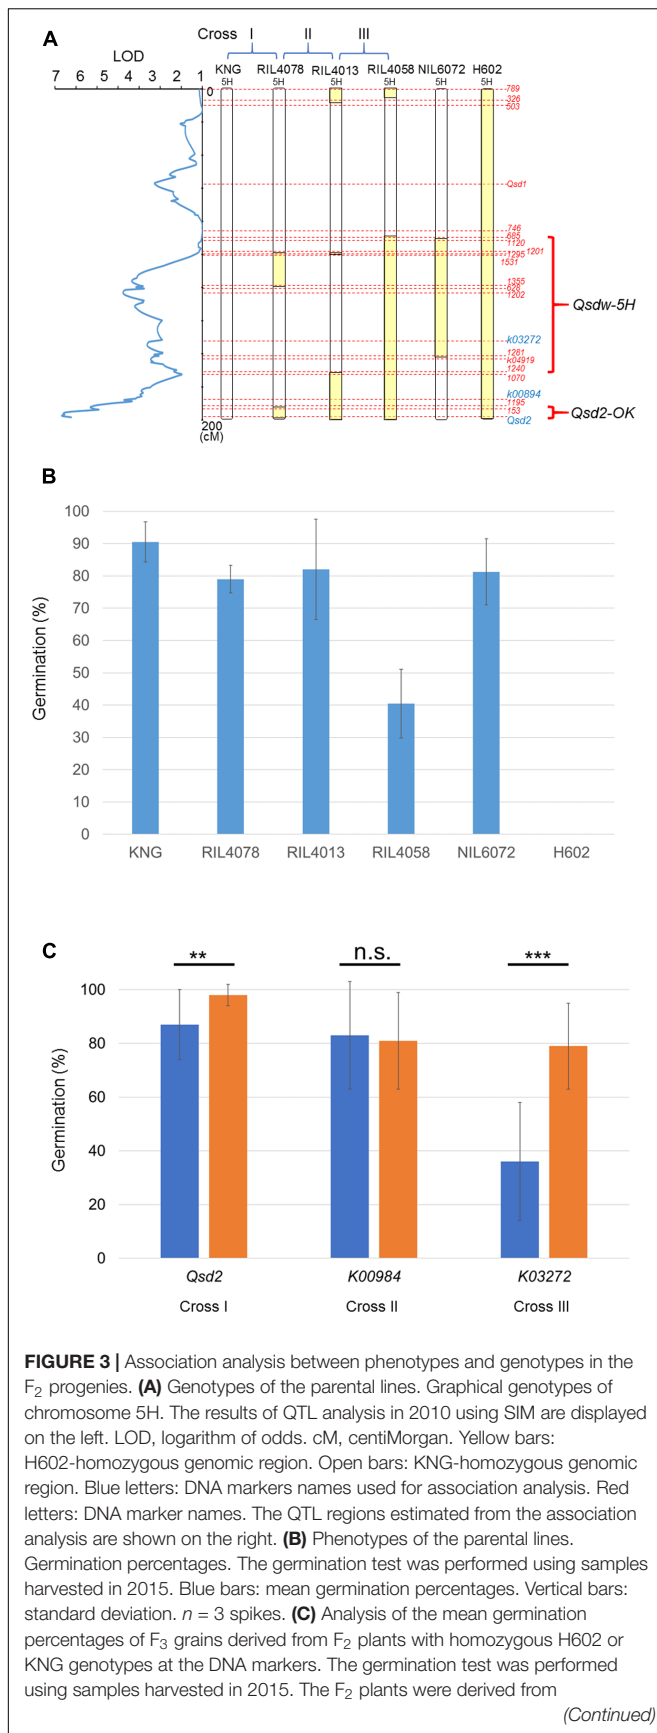 A
Cross I II III
LOD
KNG RIL4078 RIL4013 RIL4058 NIL6072 H602
5H 5H 5H 5H 5H 5H
7 6 5 4 3 2 1
0
789
326
503
Qsd1
746
685
1120
1201
1295
1531
1355
628
1202
Qsdw-5H
k03272
1281
k04919
1240
1070
k00894
1195
153
Qsd2-OK
Qsd2
200
(cM)
B
Germination (%)
100
90
80
70
60
50
40
30
20
10
0
KNG RIL4078 RIL4013 RIL4058 NIL6072 H602
C
** n.s. ***
Germination (%)
100
80
60
40
20
0
Qsd2 K00984 K03272
Cross I Cross II Cross III
FIGURE 3 | Association analysis between phenotypes and genotypes in the
F2 progenies. (A) Genotypes of the parental lines. Graphical genotypes of
chromosome 5H. The results of QTL analysis in 2010 using SIM are displayed
on the left. LOD, logarithm of odds. cM, centiMorgan. Yellow bars:
H602-homozygous genomic region. Open bars: KNG-homozygous genomic
region. Blue letters: DNA markers names used for association analysis. Red
letters: DNA marker names. The QTL regions estimated from the association
analysis are shown on the right. (B) Phenotypes of the parental lines.
Germination percentages. The germination test was performed using samples
harvested in 2015. Blue bars: mean germination percentages. Vertical bars:
standard deviation. n = 3 spikes. (C) Analysis of the mean germination
percentages of F3 grains derived from F2 plants with homozygous H602 or
KNG genotypes at the DNA markers. The germination test was performed
using samples harvested in 2015. The F2 plants were derived from
(Continued)